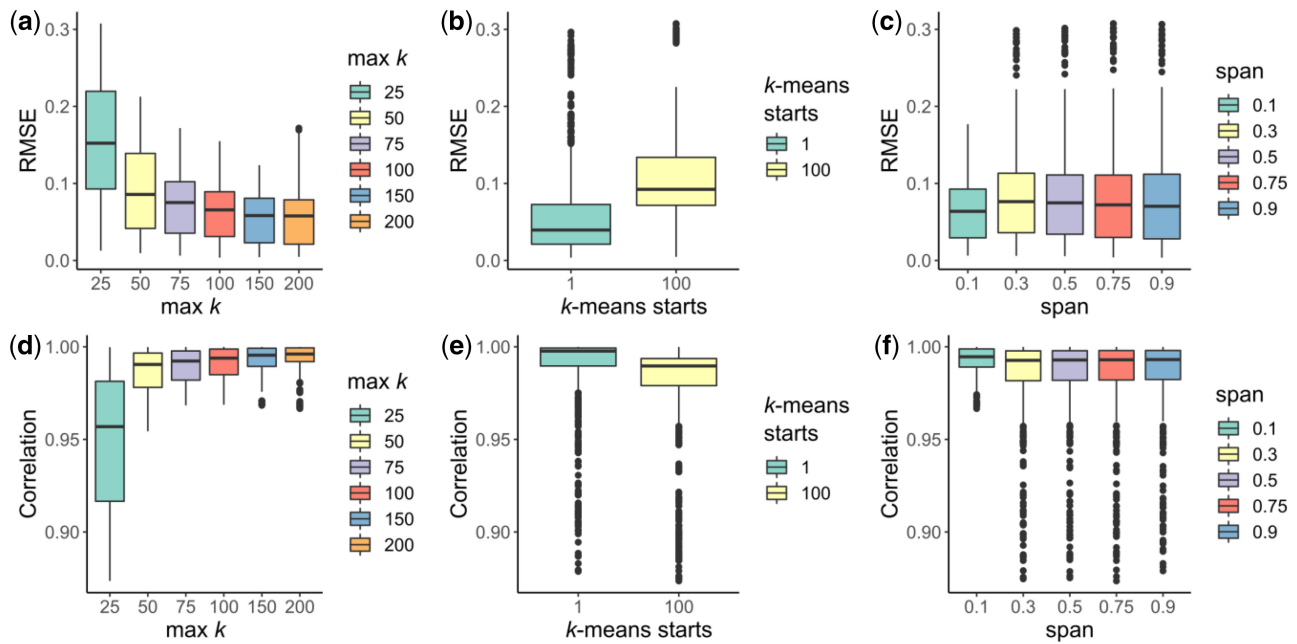 (a)
RMSE
0.3
0.2
0.1
0.0
25 50 75 100 150 200
max k
max k
25
50
75
100
150
200
(b)
RMSE
0.3
0.2
0.1
0.0
1 100
k-means starts
k-means
starts
1
100
(c)
RMSE
0.3
0.2
0.1
0.0
0.1 0.3 0.5 0.75 0.9
span
span
0.1
0.3
0.5
0.75
0.9
(d)
Correlation
1.00
0.95
0.90
25 50 75 100 150 200
max k
max k
25
50
75
100
150
200
(e)
Correlation
1.00
0.95
0.90
1 100
k-means starts
k-means
starts
1
100
(f)
Correlation
1.00
0.95
0.90
0.1 0.3 0.5 0.75 0.9
span
span
0.1
0.3
0.5
0.75
0.9